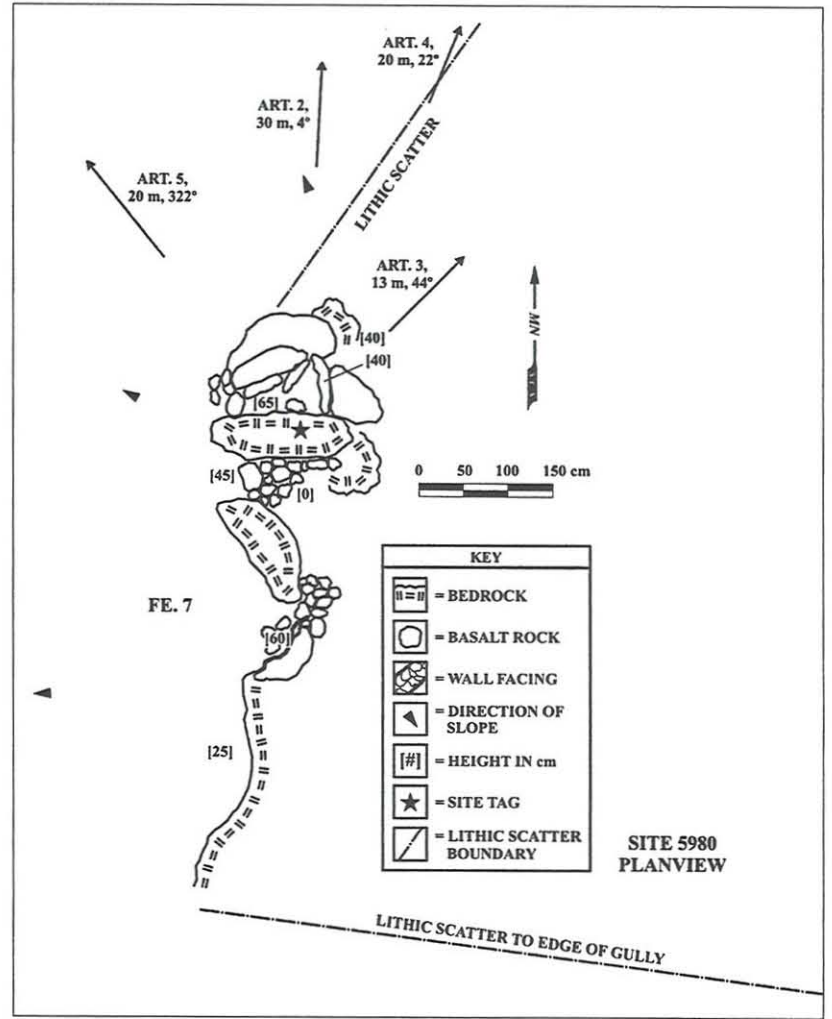 ART. 4,
20 m, 22°
ART. 2,
30 m, 4°
ART. 5,
20 m, 322°
LITHIC SCATTER
ART. 3,
13 m, 44°
MN
[40]
[40]
[65]
[45]
[0]
0 50 100 150 cm
FE. 7
[60]
[25]
KEY
= BEDROCK
= BASALT ROCK
= WALL FACING
= DIRECTION OF
SLOPE
[#] = HEIGHT IN cm
= SITE TAG
= LITHIC SCATTER
BOUNDARY
SITE 5980
PLANVIEW
LITHIC SCATTER TO EDGE OF GULLY